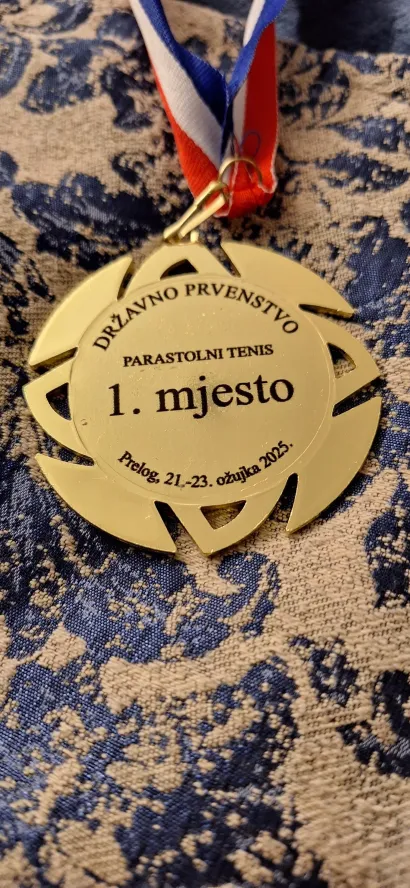 DRŽAVNO PRVENSTVO
PARASTOLNI TENIS
1. mjesto
Prelog, 21.-23. ožujka 2025.